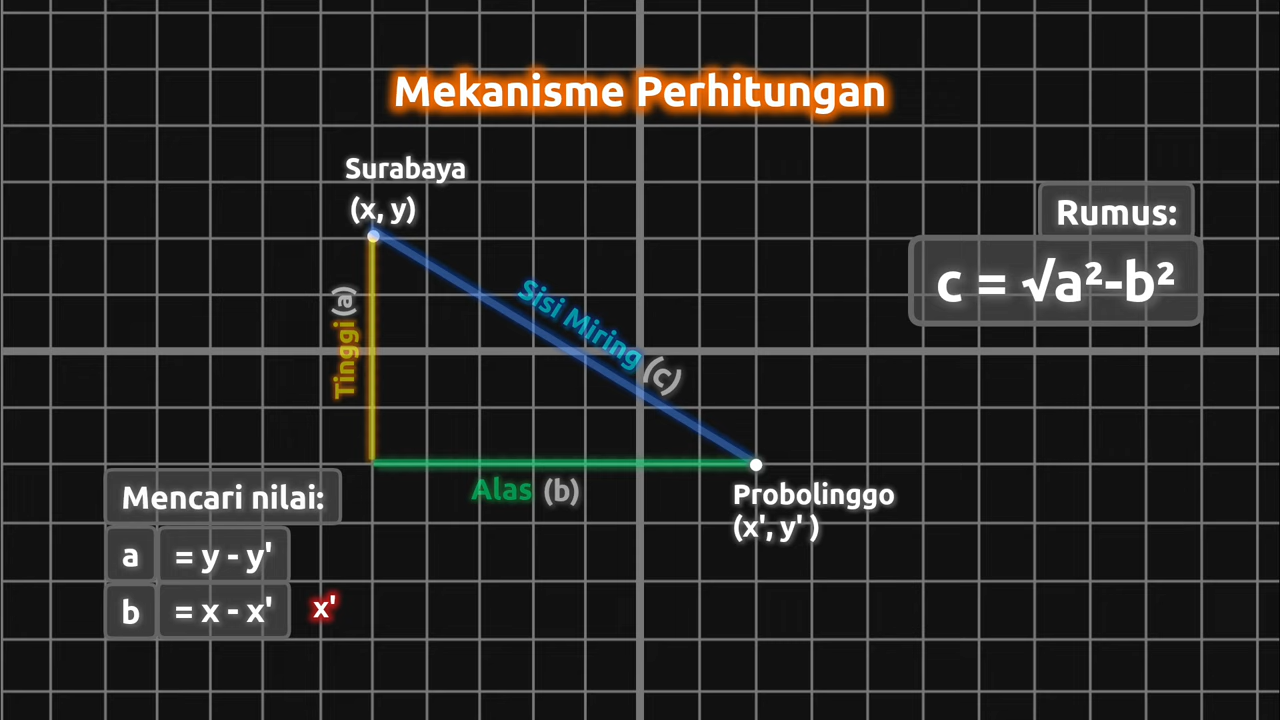 Mekanisme Perhitungan
Surabaya
(x, y)
Rumus:
c = √a²-b²
Tinggi (a)
Sisi Miring (c)
Alas (b)
Probolinggo
(x', y' )
Mencari nilai:
a = y - y'
b = x - x' x'